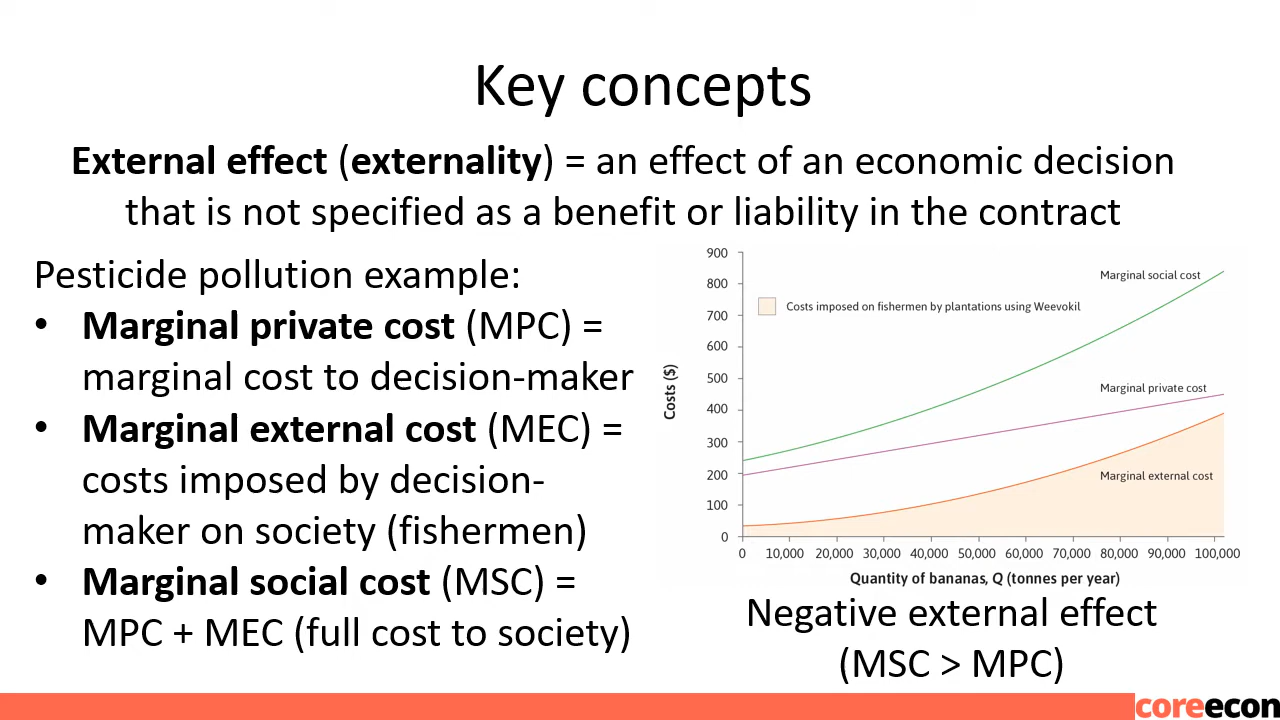 Key concepts
External effect (externality) = an effect of an economic decision
that is not specified as a benefit or liability in the contract
Pesticide pollution example:
• Marginal private cost (MPC) =
marginal cost to decision-maker
• Marginal external cost (MEC) =
costs imposed by decision-
maker on society (fishermen)
• Marginal social cost (MSC) =
MPC + MEC (full cost to society)
900
800
700
600
500
400
300
200
100
0
Costs ($)
Costs imposed on fishermen by plantations using Weevokil
Marginal social cost
Marginal private cost
Marginal external cost
0 10,000 20,000 30,000 40,000 50,000 60,000 70,000 80,000 90,000 100,000
Quantity of bananas, Q (tonnes per year)
Negative external effect
(MSC > MPC)
coreecon